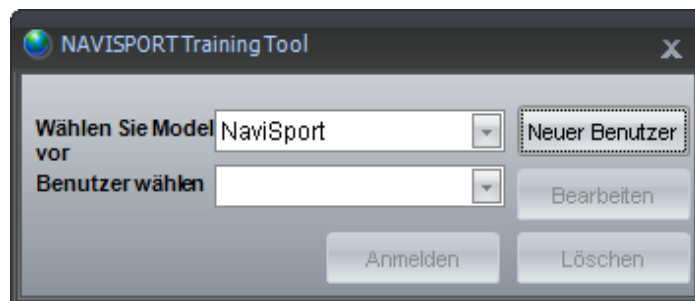 NAVISPORT Training Tool
x
Wählen Sie Model
vor
NaviSport
Neuer Benutzer
Benutzer wählen
Bearbeiten
Anmelden
Löschen